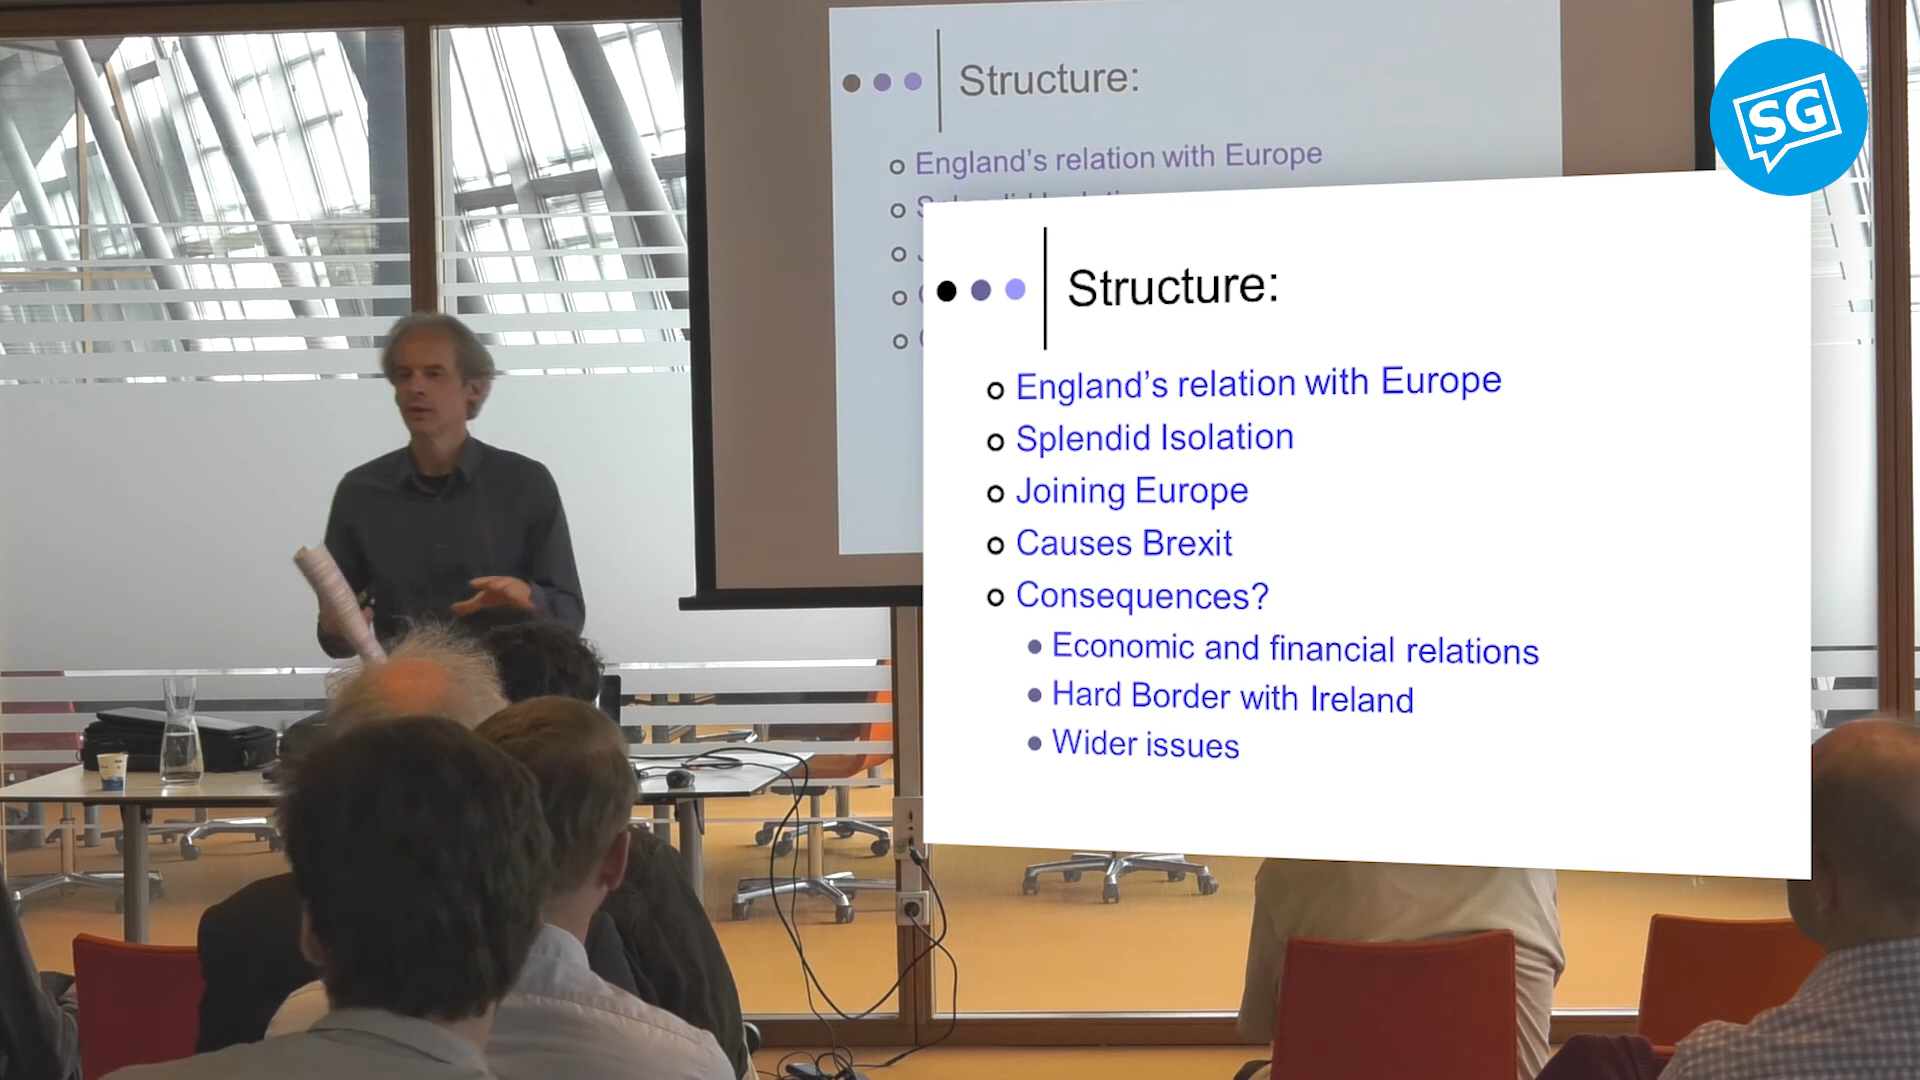 Structure:
England's relation with Europe
SG
Structure:
England's relation with Europe
Splendid Isolation
Joining Europe
Causes Brexit
Consequences?
Economic and financial relations
Hard Border with Ireland
Wider issues